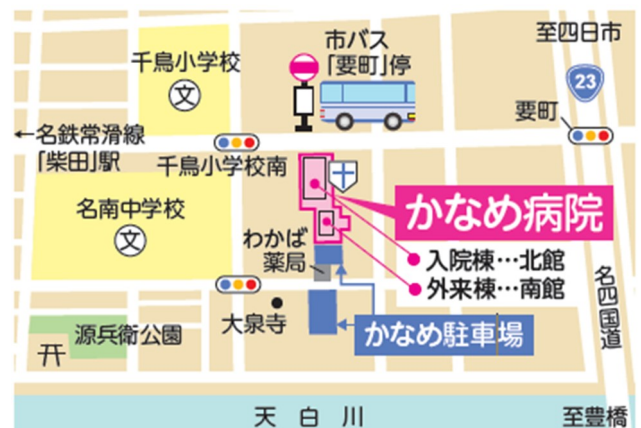 市バス
「要町」停
至四日市
千鳥小学校
文
23
要町
←名鉄常滑線
「柴田」駅
千鳥小学校南
名南中学校
文
かなめ病院
わかば
薬局
入院棟…北館
外来棟…南館
名四国道
大泉寺
かなめ駐車場
源兵衛公園
天白川
至豊橋